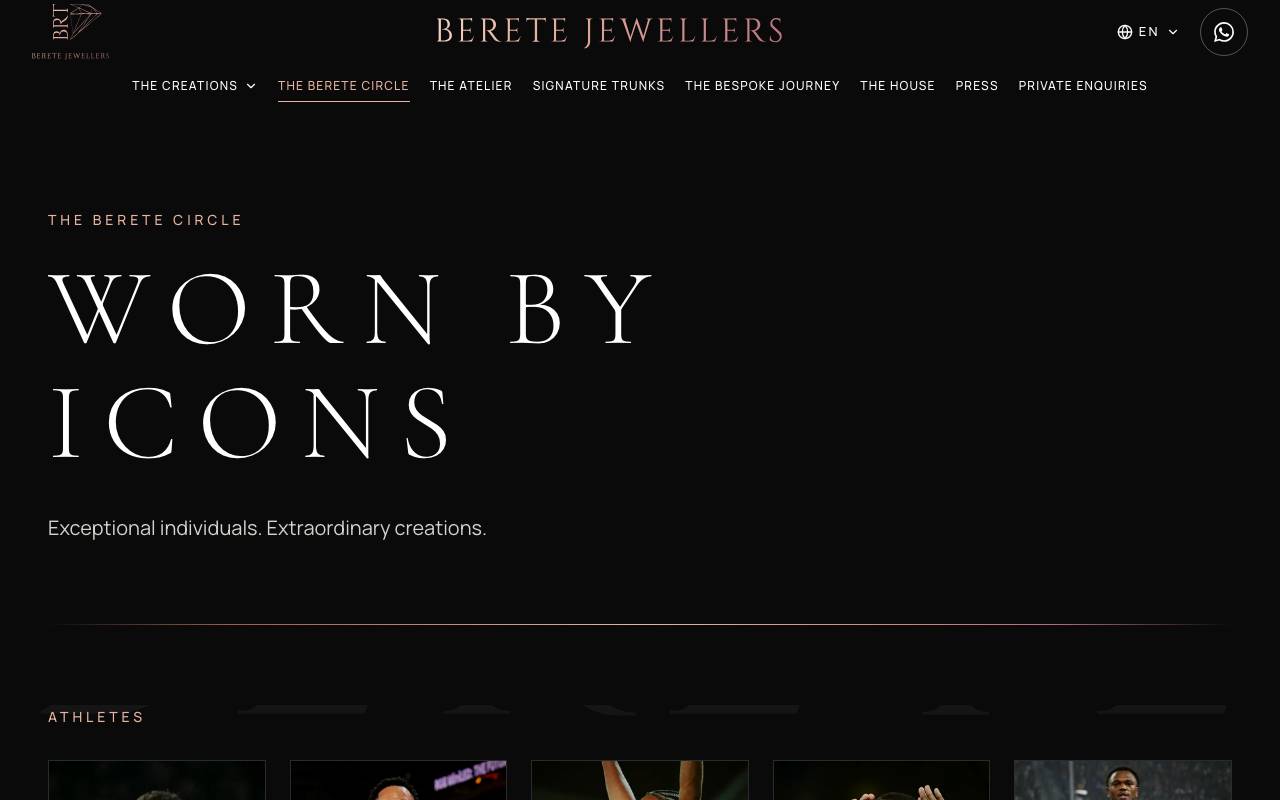 BRT
BERETE JEWELLERS
BERETE JEWELLERS
EN
THE CREATIONS
THE BERETE CIRCLE
THE ATELIER
SIGNATURE TRUNKS
THE BESPOKE JOURNEY
THE HOUSE
PRESS
PRIVATE ENQUIRIES
THE BERETE CIRCLE
WORN BY
ICONS
Exceptional individuals. Extraordinary creations.
ATHLETES